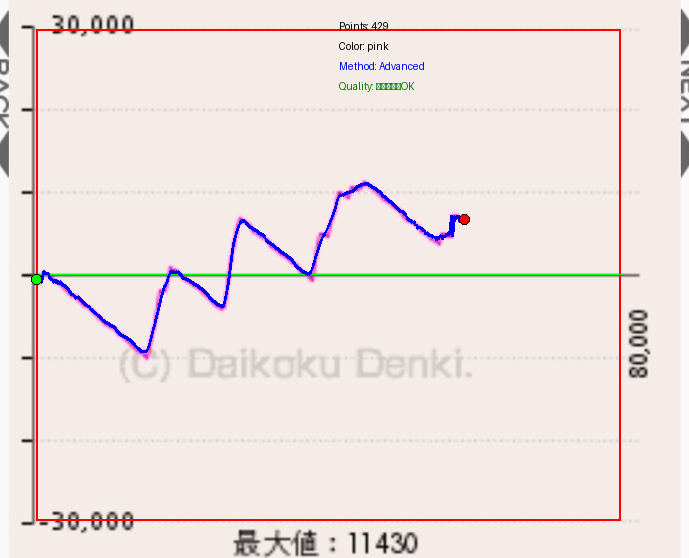 30,000
Points: 429
Color: pink
Method: Advanced
Quality: OK
BACK
NEXT
80,000
(C) Daikoku Denki.
-30,000
最大値：11430